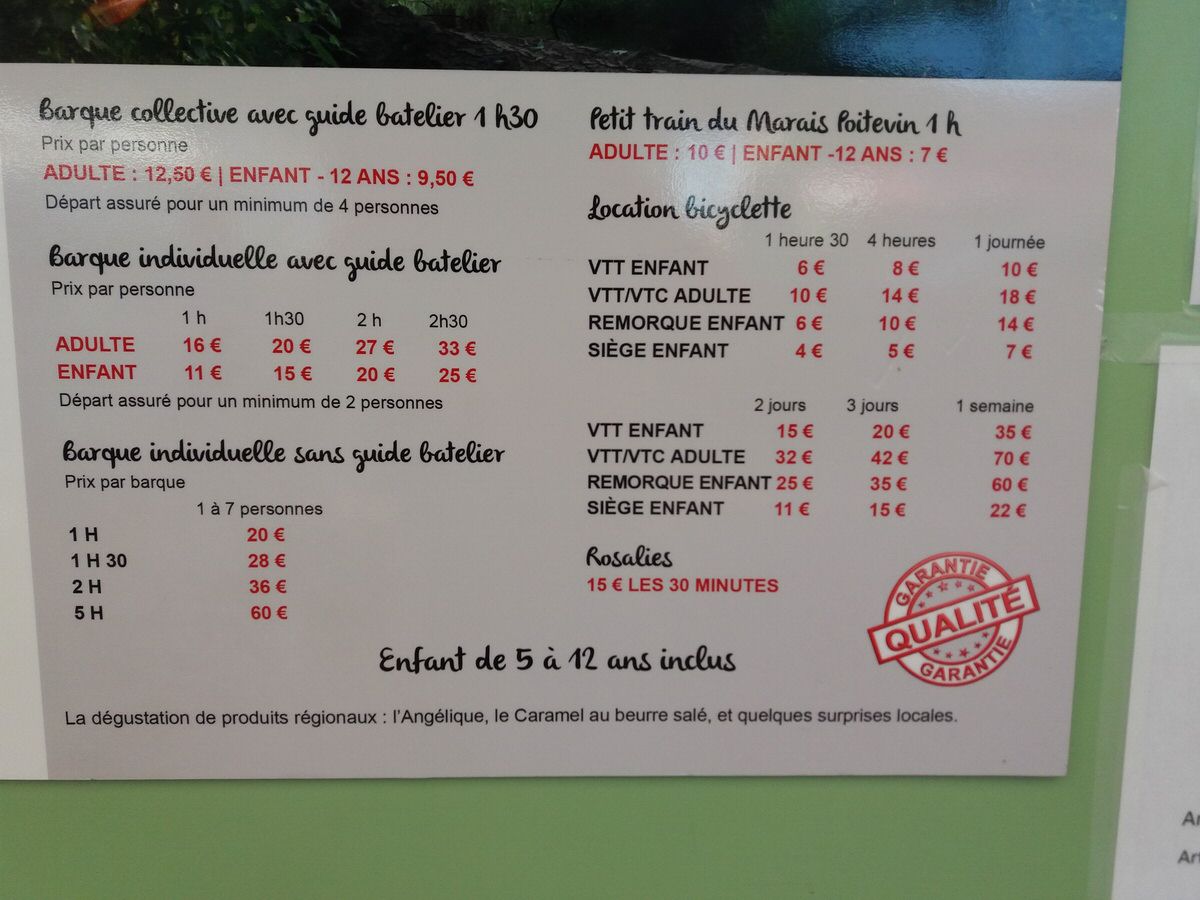 Barque collective avec guide batelier 1 h30
Prix par personne
ADULTE : 12,50 € | ENFANT - 12 ANS : 9,50 €
Départ assuré pour un minimum de 4 personnes
Barque individuelle avec guide batelier
Prix par personne
1 h 1h30 2 h 2h30
ADULTE 16 € 20 € 27 € 33 €
ENFANT 11 € 15 € 20 € 25 €
Départ assuré pour un minimum de 2 personnes
Barque individuelle sans guide batelier
Prix par barque
1 à 7 personnes
1 H 20 €
1 H 30 28 €
2 H 36 €
5 H 60 €
Petit train du Marais Poitevin 1 h
ADULTE : 10 € | ENFANT -12 ANS : 7 €
Location bicyclette
1 heure 30 4 heures 1 journée
VTT ENFANT 6 € 8 € 10 €
VTT/VTC ADULTE 10 € 14 € 18 €
REMORQUE ENFANT 6 € 10 € 14 €
SIÈGE ENFANT 4 € 5 € 7 €
2 jours 3 jours 1 semaine
VTT ENFANT 15 € 20 € 35 €
VTT/VTC ADULTE 32 € 42 € 70 €
REMORQUE ENFANT 25 € 35 € 60 €
SIÈGE ENFANT 11 € 15 € 22 €
Rosalies
15 € LES 30 MINUTES
GARANTIE
QUALITÉ
GARANTIE
Enfant de 5 à 12 ans inclus
La dégustation de produits régionaux : l'Angélique, le Caramel au beurre salé, et quelques surprises locales.